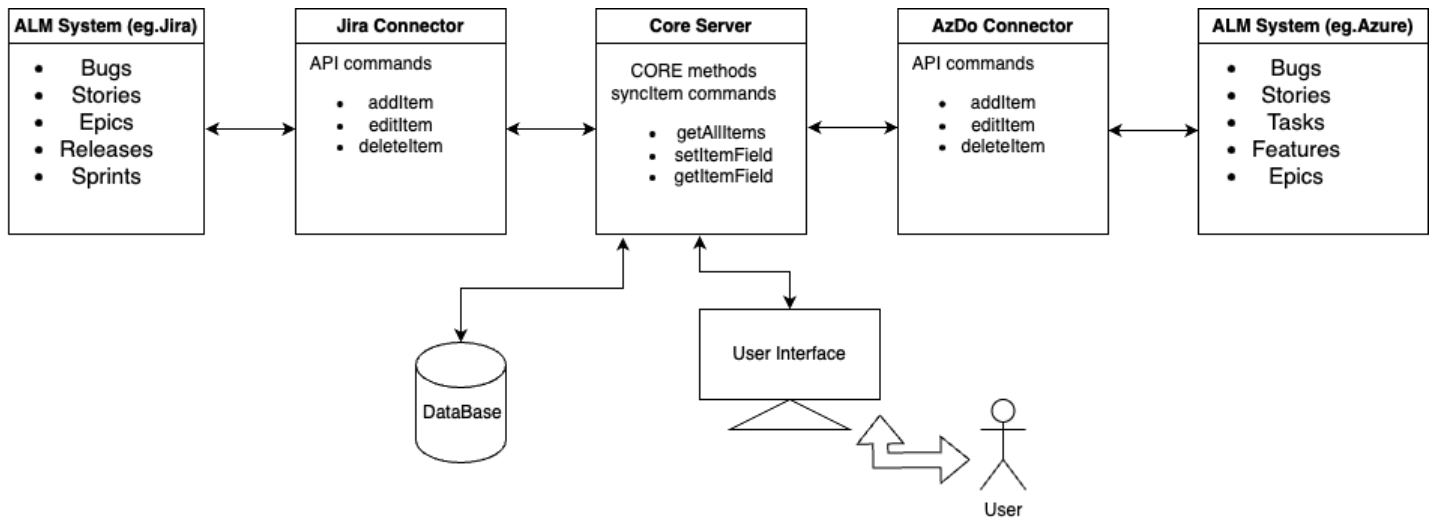 ALM System (eg.Jira)
Bugs
Stories
Epics
Releases
Sprints
Jira Connector
API commands
addItem
editItem
deleteItem
Core Server
CORE methods
syncItem commands
getAllItems
setItemField
getItemField
AzDo Connector
API commands
addItem
editItem
deleteItem
ALM System (eg.Azure)
Bugs
Stories
Tasks
Features
Epics
DataBase
User Interface
User